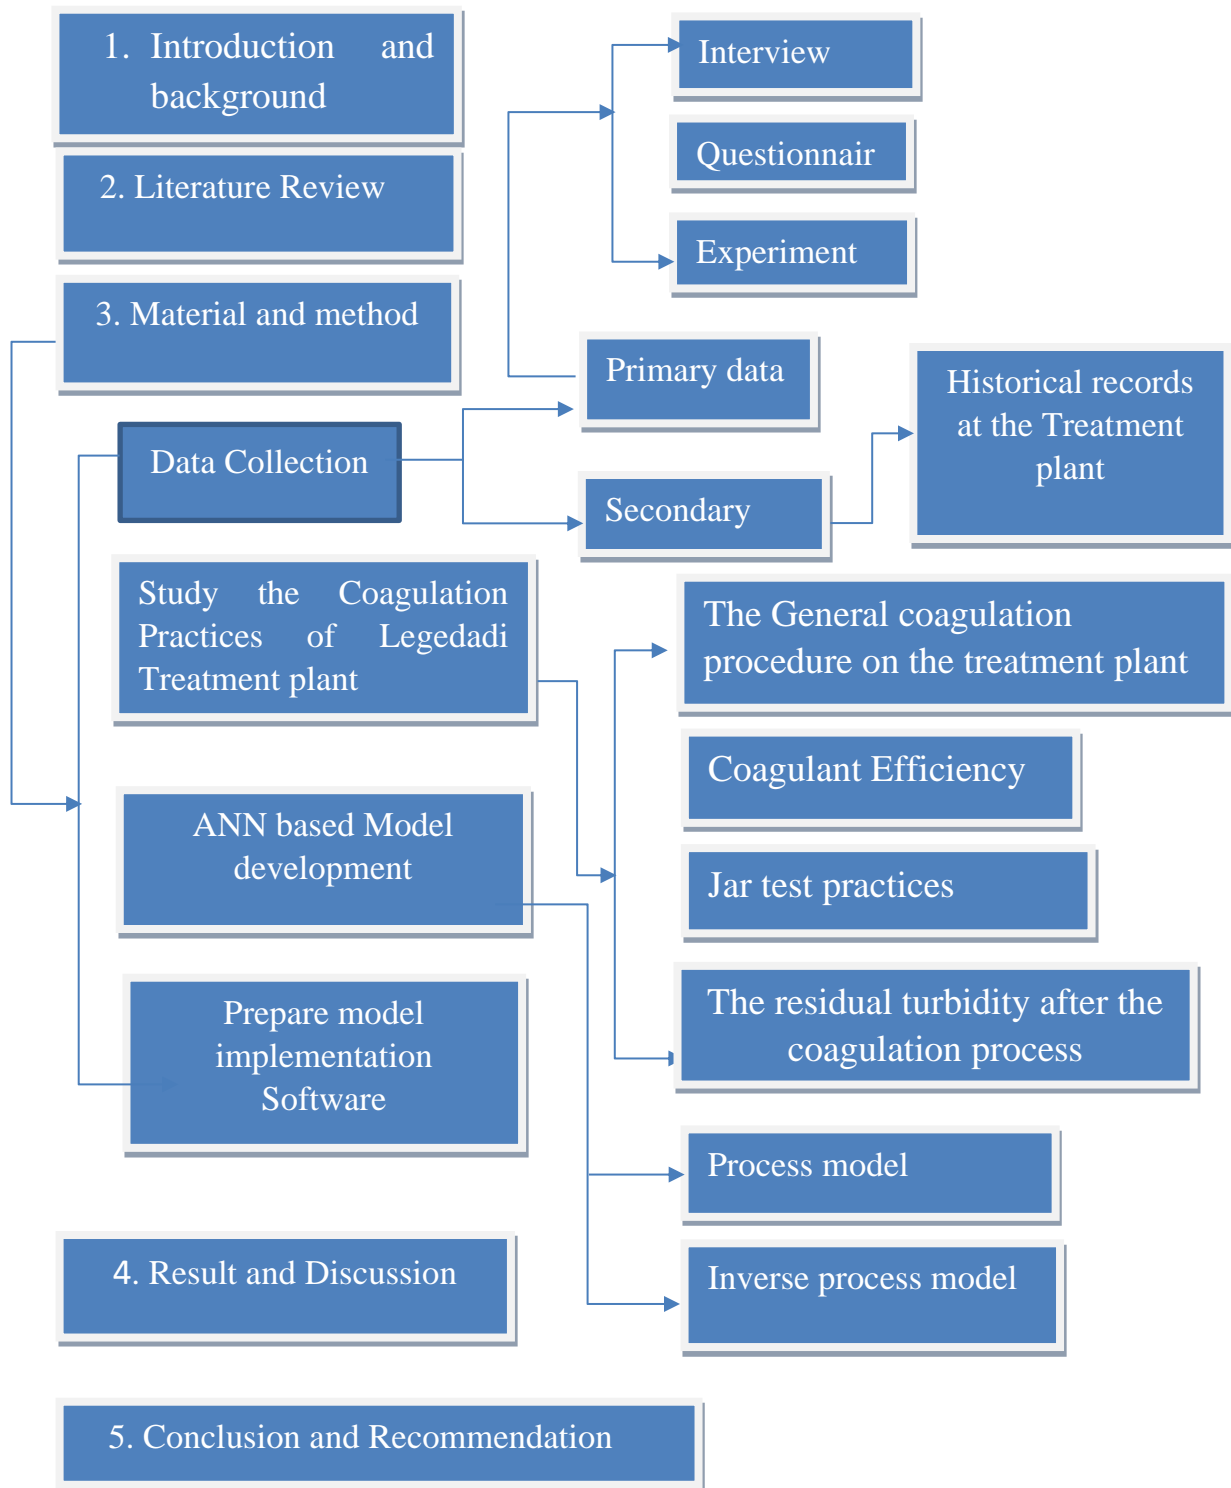 1. Introduction and
background
2. Literature Review
3. Material and method
Interview
Questionnair
Experiment
Primary data
Historical records
at the Treatment
plant
Data Collection
Secondary
Study the Coagulation
Practices of Legedadi
Treatment plant
The General coagulation
procedure on the treatment plant
Coagulant Efficiency
ANN based Model
development
Jar test practices
Prepare model
implementation
Software
The residual turbidity after the
coagulation process
Process model
4. Result and Discussion
Inverse process model
5. Conclusion and Recommendation